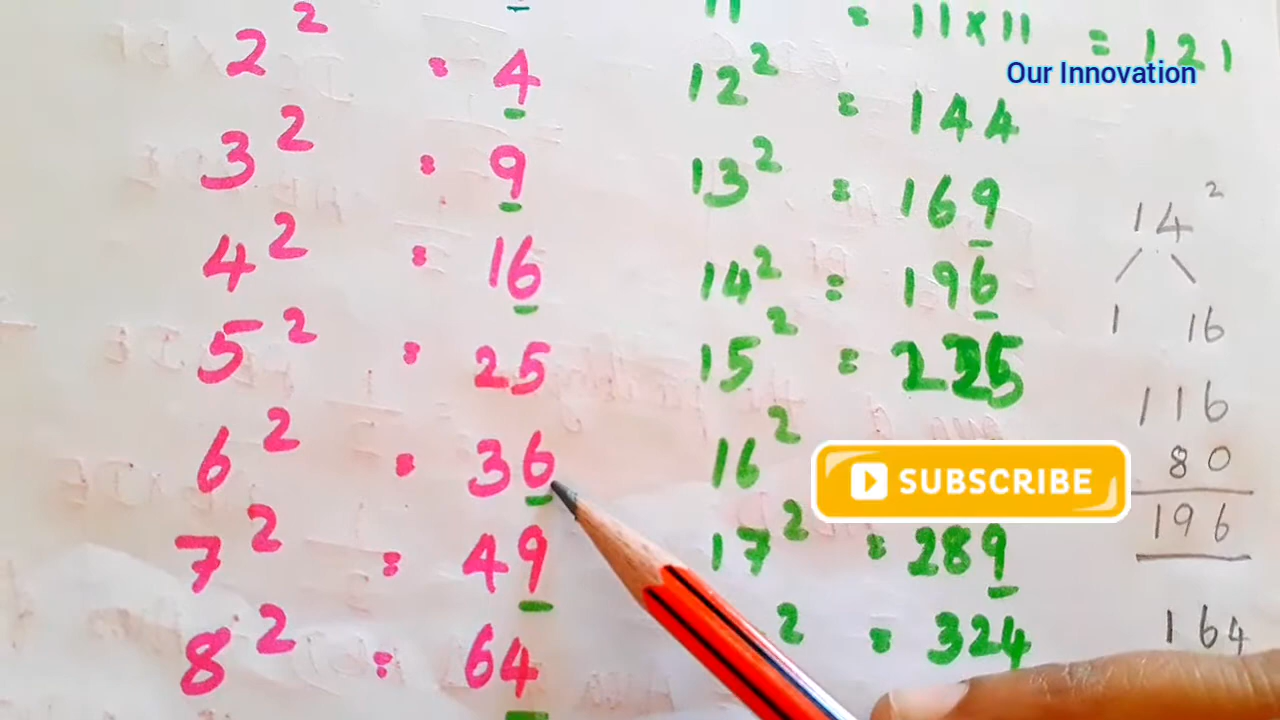 2² = 4
3² = 9
4² = 16
5² = 25
6² = 36
7² = 49
8² = 64
11 = 11x11 = 121
12² = 144
13² = 169
14² = 196
15² = 225
16²
17² = 289
² = 324
Our Innovation
SUBSCRIBE
14²
1 16
116
80
196
164